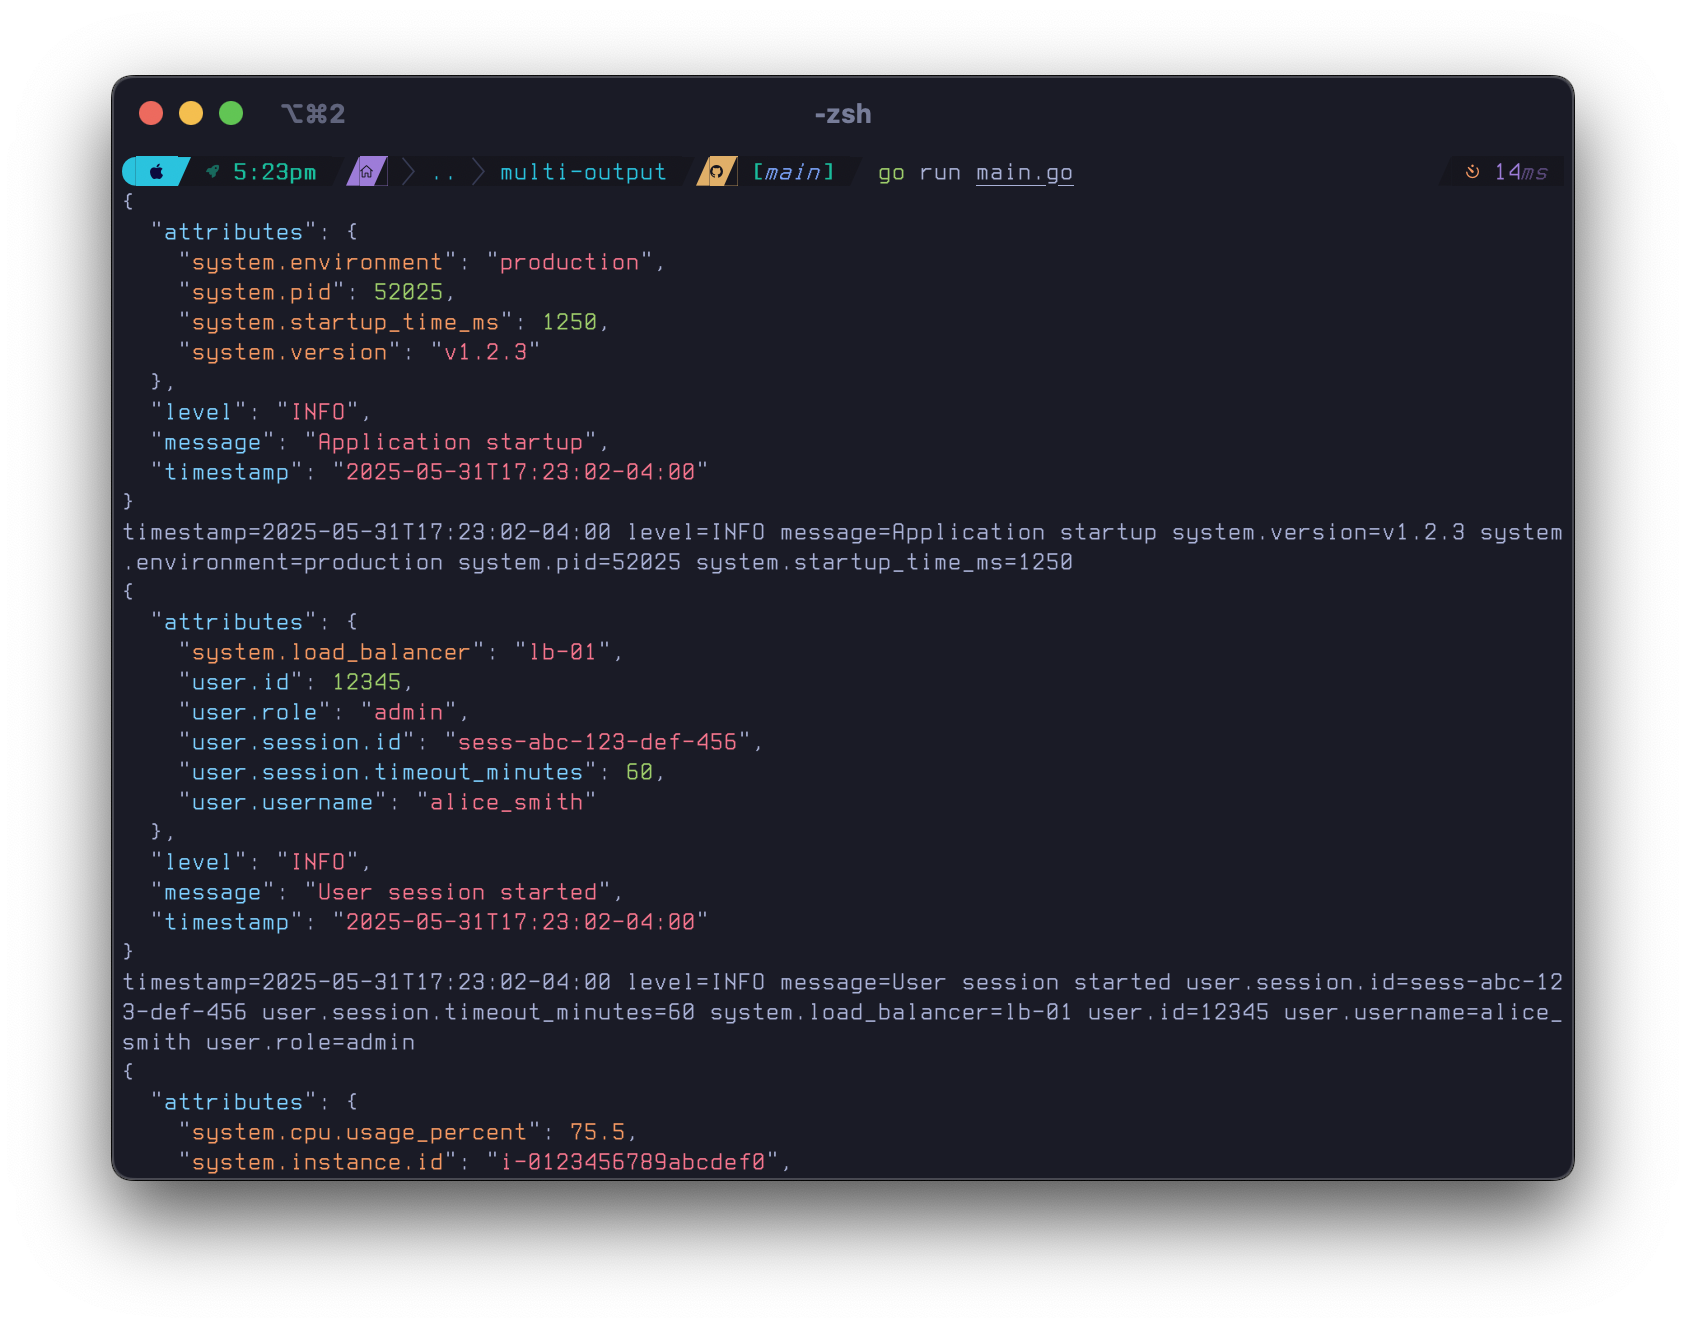 ⌥⌘2 -zsh
5:23pm .. multi-output [main] go run main.go 14ms
{
  "attributes": {
    "system.environment": "production",
    "system.pid": 52025,
    "system.startup_time_ms": 1250,
    "system.version": "v1.2.3"
  },
  "level": "INFO",
  "message": "Application startup",
  "timestamp": "2025-05-31T17:23:02-04:00"
}
timestamp=2025-05-31T17:23:02-04:00 level=INFO message=Application startup system.version=v1.2.3 system
.environment=production system.pid=52025 system.startup_time_ms=1250
{
  "attributes": {
    "system.load_balancer": "lb-01",
    "user.id": 12345,
    "user.role": "admin",
    "user.session.id": "sess-abc-123-def-456",
    "user.session.timeout_minutes": 60,
    "user.username": "alice_smith"
  },
  "level": "INFO",
  "message": "User session started",
  "timestamp": "2025-05-31T17:23:02-04:00"
}
timestamp=2025-05-31T17:23:02-04:00 level=INFO message=User session started user.session.id=sess-abc-12
3-def-456 user.session.timeout_minutes=60 system.load_balancer=lb-01 user.id=12345 user.username=alice_
smith user.role=admin
{
  "attributes": {
    "system.cpu.usage_percent": 75.5,
    "system.instance.id": "i-0123456789abcdef0",